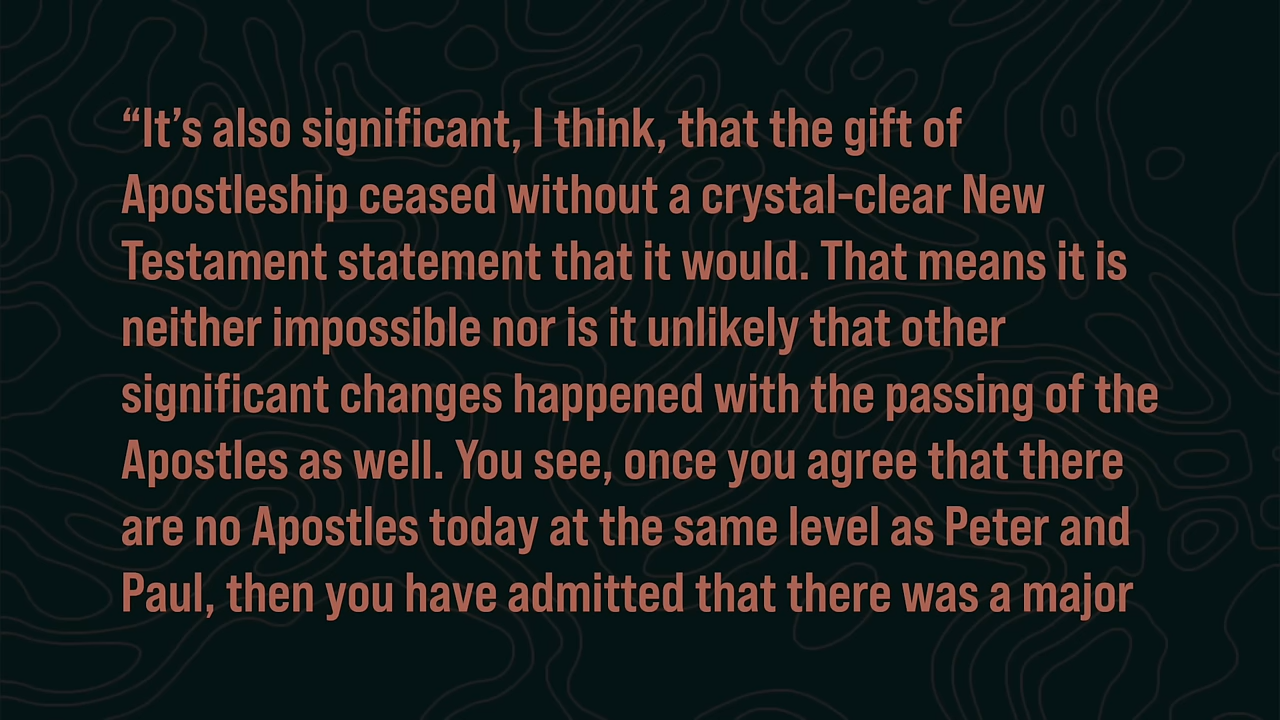 “It’s also significant, I think, that the gift of
Apostleship ceased without a crystal-clear New
Testament statement that it would. That means it is
neither impossible nor is it unlikely that other
significant changes happened with the passing of the
Apostles as well. You see, once you agree that there
are no Apostles today at the same level as Peter and
Paul, then you have admitted that there was a major